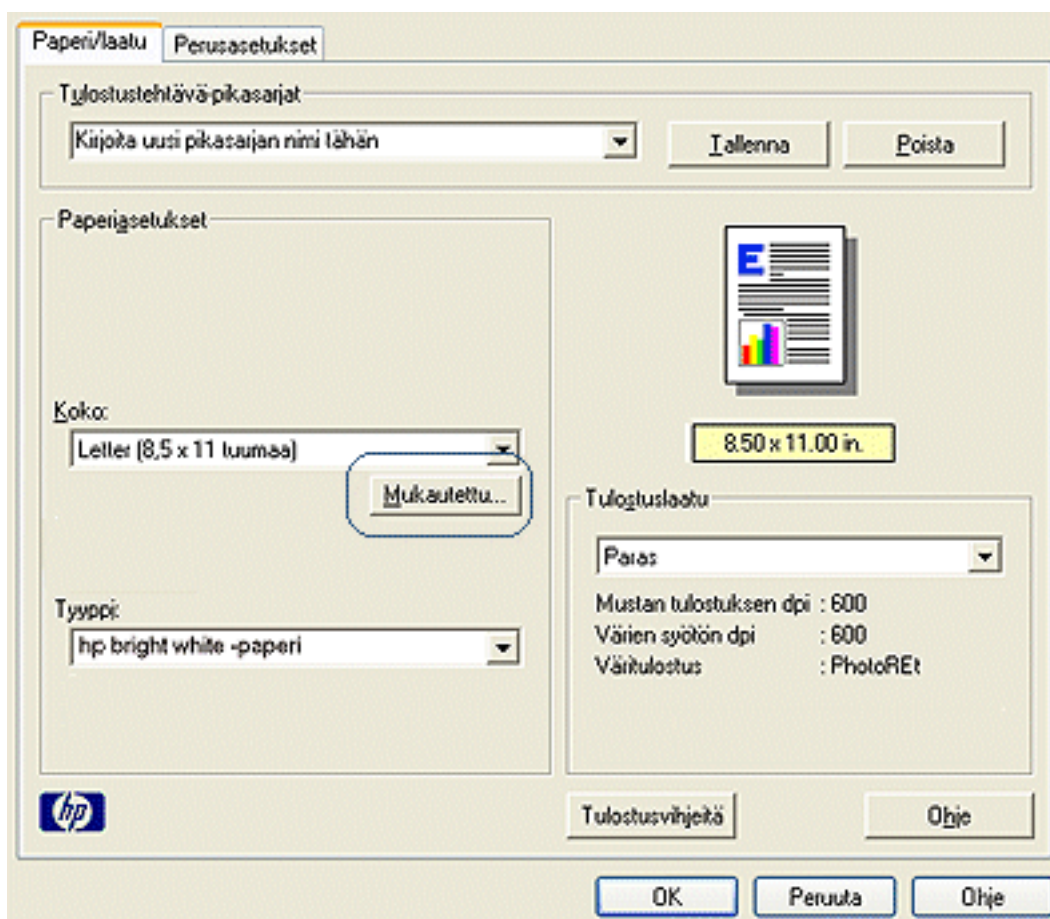 Paperi/laatu
Perusasetukset
Tulostustehtävä-pikasarjat
Kirjoita uusi pikasarjan nimi tähän
Tallenna
Poista
Paperiasetukset
E
Koko:
Letter (8,5 x 11 tuumaa)
Mukautettu...
8.50 x 11.00 in.
Tulostuslaatu
Paras
Mustan tulostuksen dpi : 600
Värien syötön dpi : 600
Väritulostus : PhotoREt
Tyyppi:
hp bright white -paperi
hp
Tulostusvihjeitä
Ohje
OK
Peruuta
Ohje